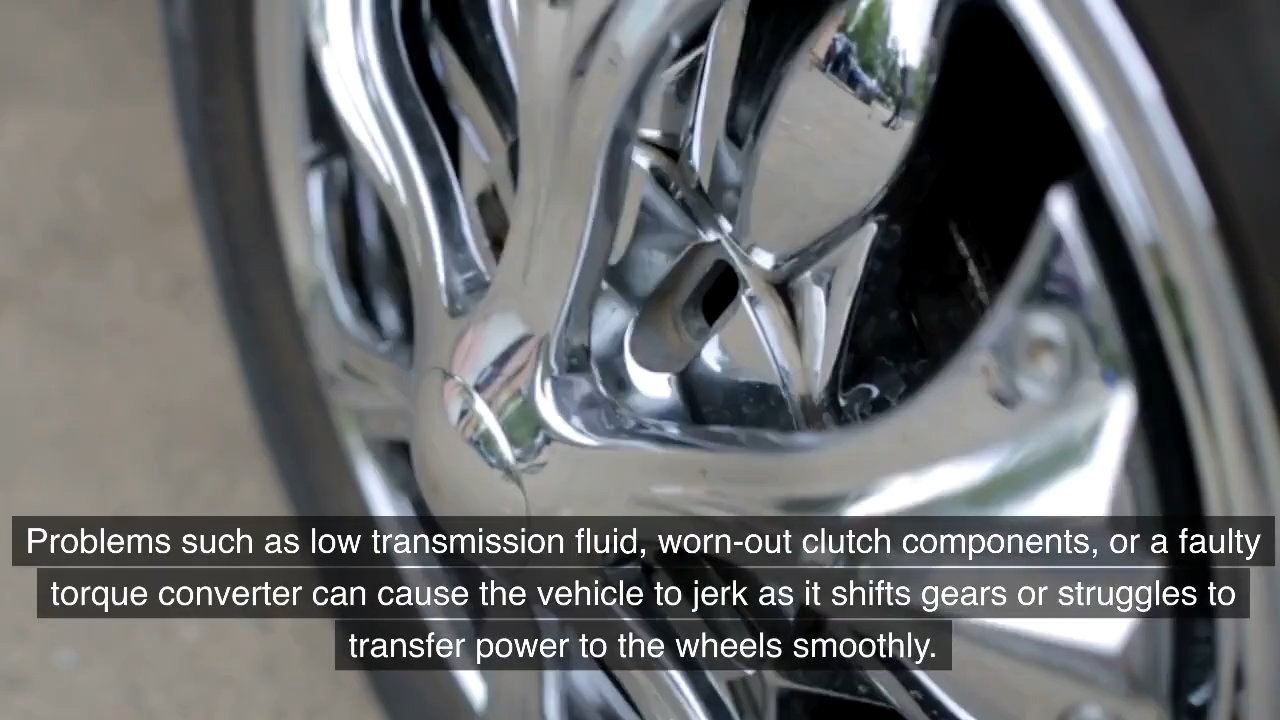 Problems such as low transmission fluid, worn-out clutch components, or a faulty
torque converter can cause the vehicle to jerk as it shifts gears or struggles to
transfer power to the wheels smoothly.